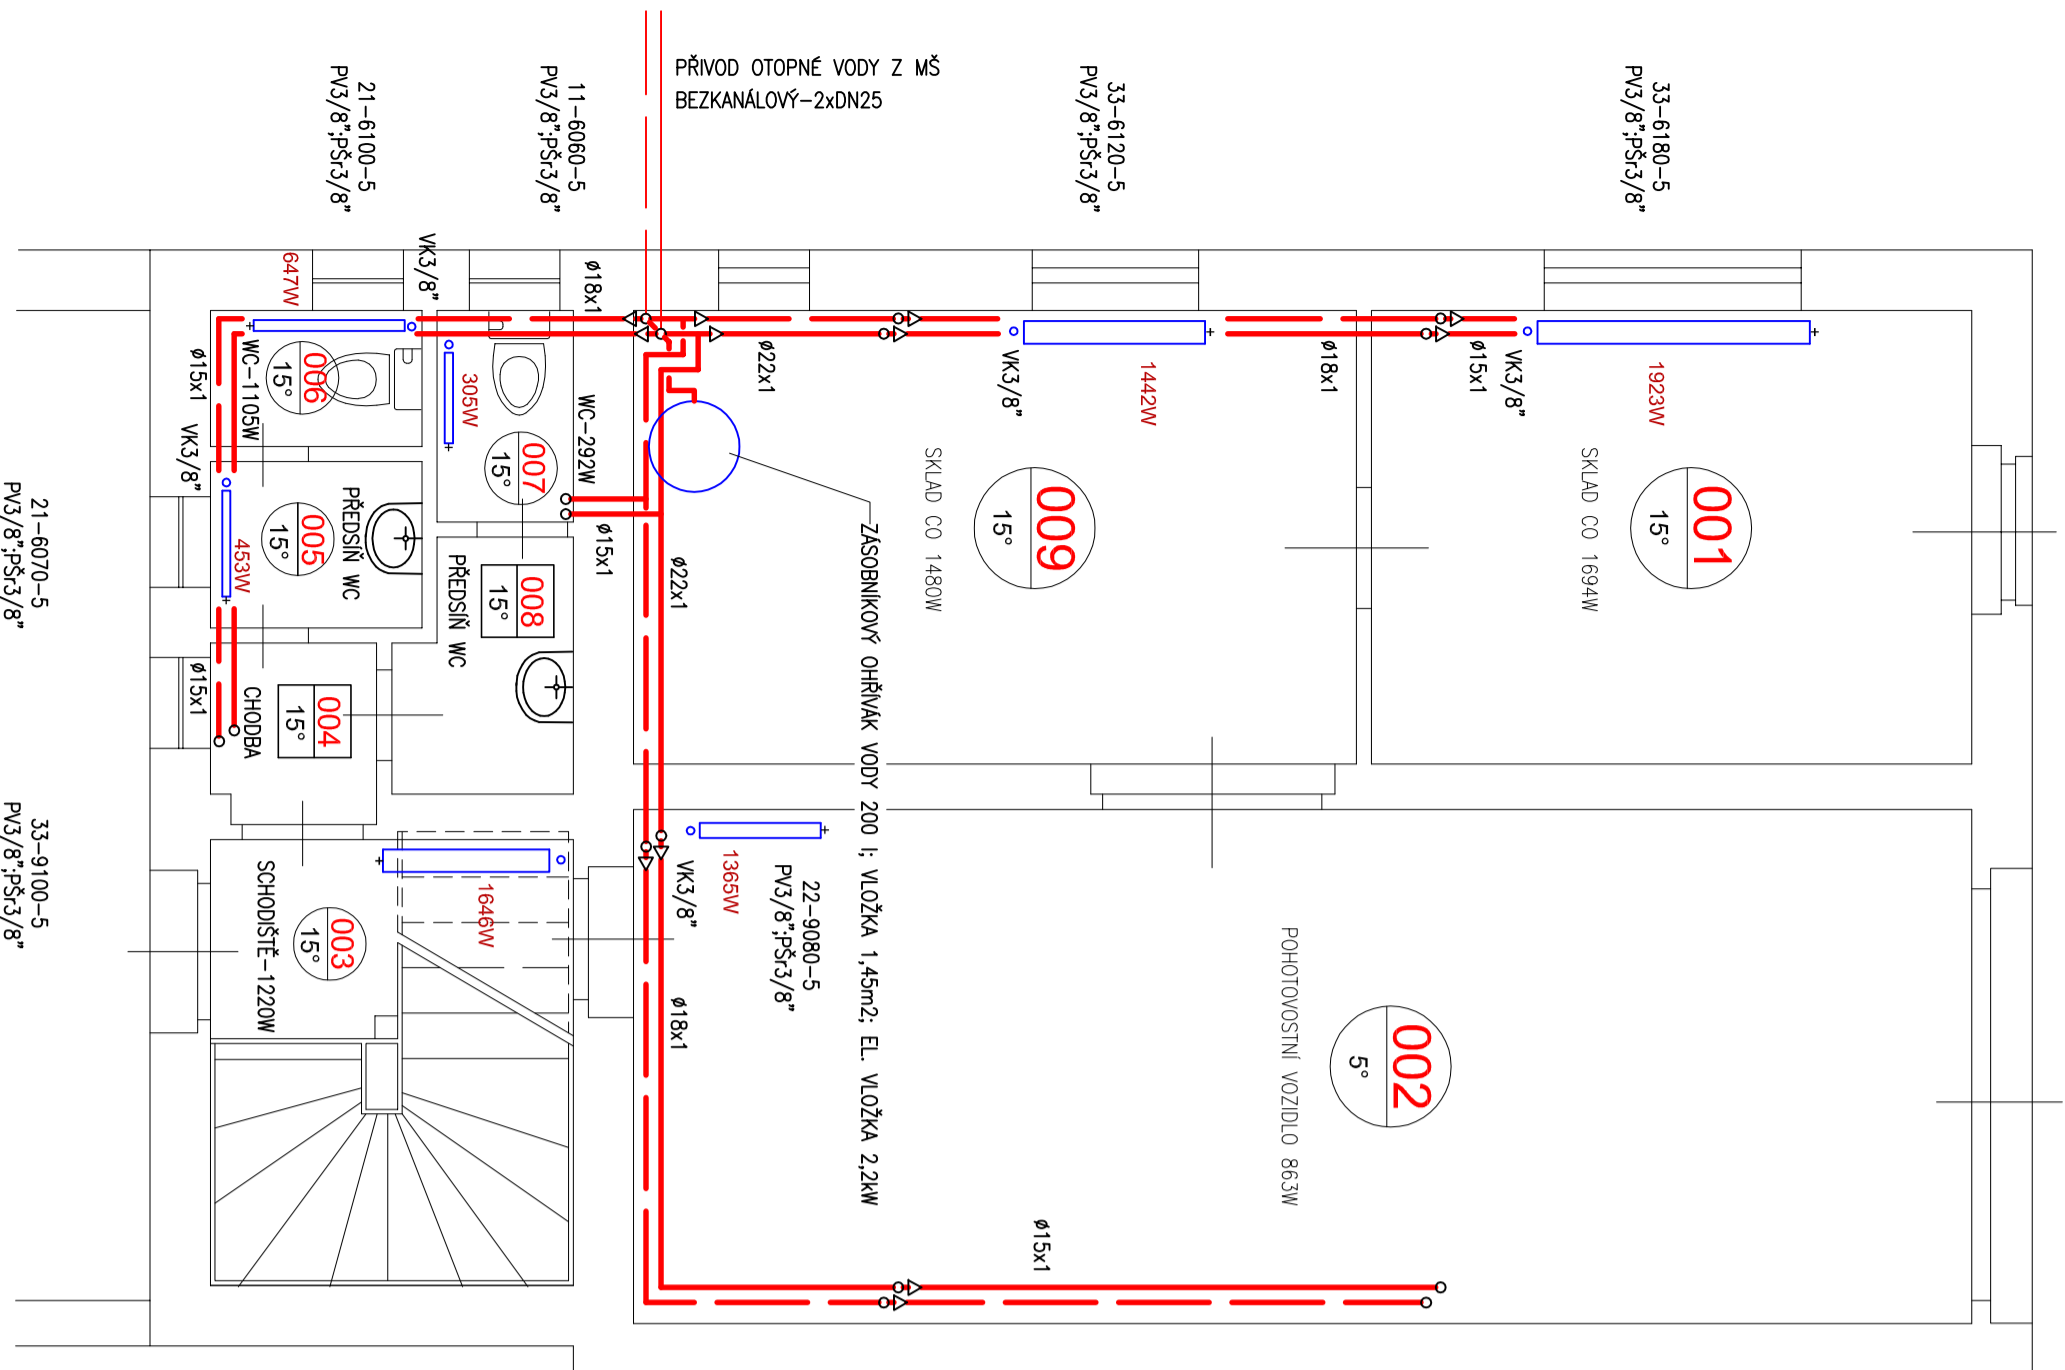 PŘIVOD OTOPNÉ VODY Z MŠ
BEZKANÁLOVÝ-2xDN25
21-6100-5
PV3/8";PŠr3/8"
11-6060-5
PV3/8";PŠr3/8"
33-6120-5
PV3/8";PŠr3/8"
33-6180-5
PV3/8";PŠr3/8"
647W
VK3/8"
ø18x1
ø22x1
VK3/8"
1442W
ø18x1
ø15x1
VK3/8"
1923W
ø15x1
WC-1105W
006
15°
305W
WC-292W
007
15°
VK3/8"
453W
005
15°
PŘEDSÍŇ WC
008
15°
PŘEDSÍŇ WC
ø15x1
ø22x1
SKLAD CO 1480W
009
15°
SKLAD CO 1694W
001
15°
ZÁSOBNÍKOVÝ OHŘÍVÁK VODY 200 l; VLOŽKA 1,45m2; EL. VLOŽKA 2,2kW
21-6070-5
PV3/8";PŠr3/8"
ø15x1
CHODBA
004
15°
33-9100-5
PV3/8";PŠr3/8"
SCHODIŠTĚ-1220W
003
15°
1646W
VK3/8"
1365W
22-9080-5
PV3/8";PŠr3/8"
ø18x1
POHOTOVOSTNÍ VOZIDLO 863W
002
5°
ø15x1